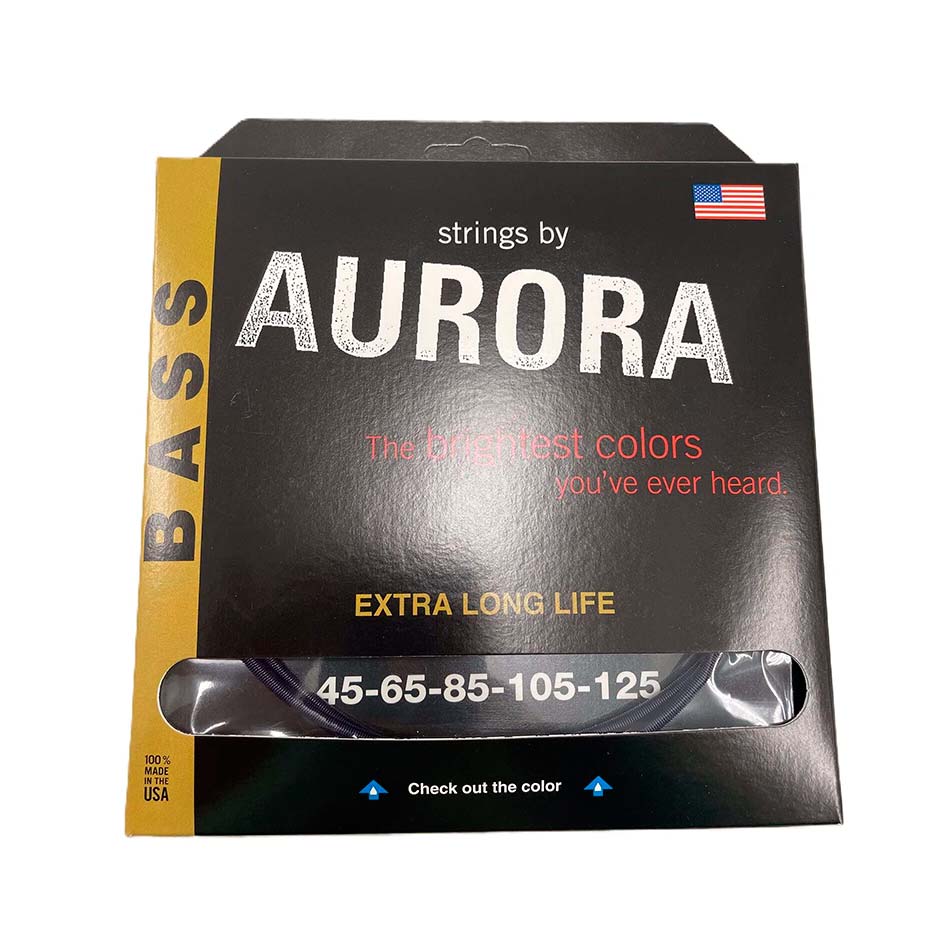 strings by
AURORA
BASS
The brightest colors
you've ever heard.
EXTRA LONG LIFE
45-65-85-105-125
100%
MADE
IN THE
USA
Check out the color